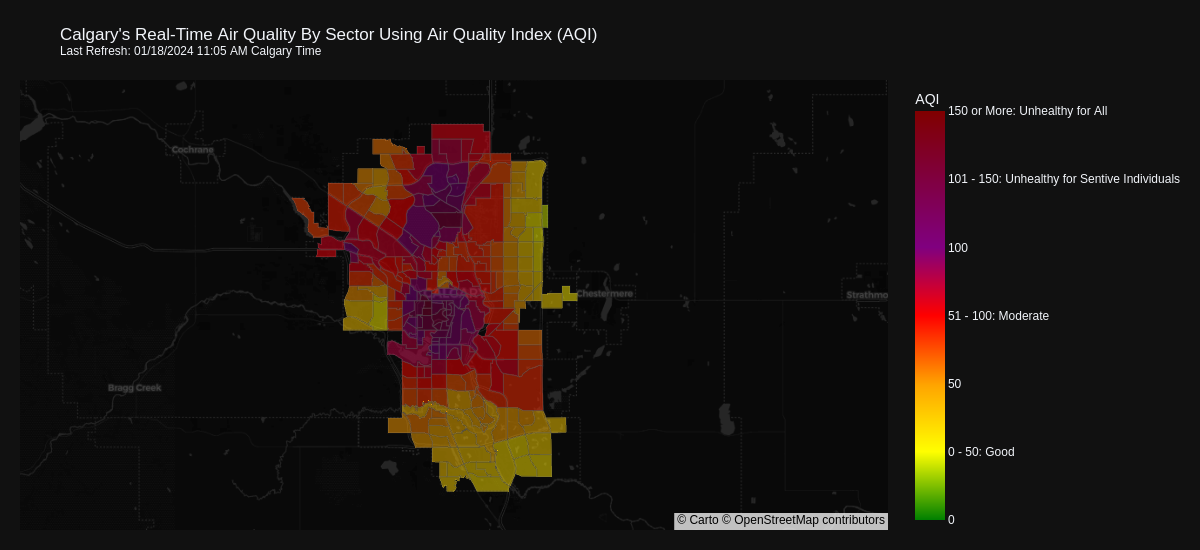 Calgary's Real-Time Air Quality By Sector Using Air Quality Index (AQI)
Last Refresh: 01/18/2024 11:05 AM Calgary Time
AQI
150 or More: Unhealthy for All
101 - 150: Unhealthy for Sentive Individuals
100
51 - 100: Moderate
50
0 - 50: Good
0
Cochrane
CALGARY
Chestermere
Strathmo
Bragg Creek
© Carto © OpenStreetMap contributors